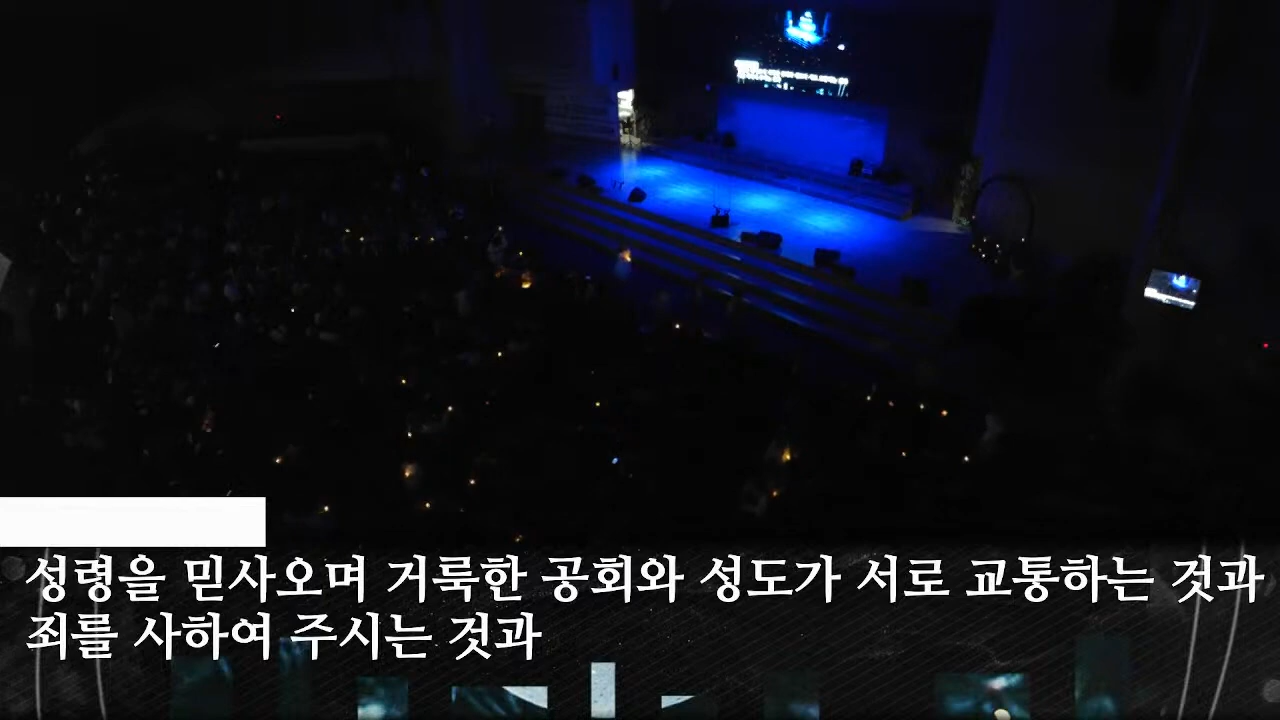 성령을 믿사오며 거룩한 공회와 성도가 서로 교통하는 것과
죄를 사하여 주시는 것과